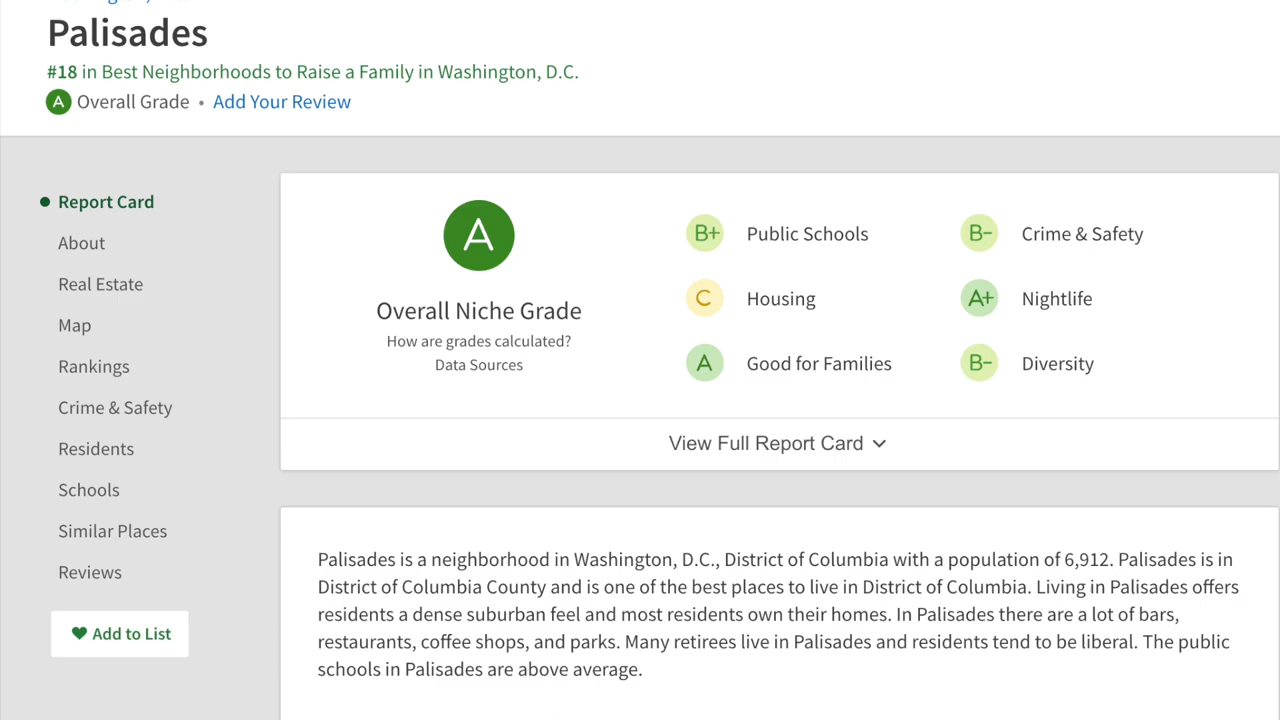 Palisades
#18 in Best Neighborhoods to Raise a Family in Washington, D.C.
A Overall Grade • Add Your Review
Report Card
About
Real Estate
Map
Rankings
Crime & Safety
Residents
Schools
Similar Places
Reviews
Add to List
A
Overall Niche Grade
How are grades calculated?
Data Sources
B+ Public Schools
B- Crime & Safety
C Housing
A+ Nightlife
A Good for Families
B- Diversity
View Full Report Card
Palisades is a neighborhood in Washington, D.C., District of Columbia with a population of 6,912. Palisades is in
District of Columbia County and is one of the best places to live in District of Columbia. Living in Palisades offers
residents a dense suburban feel and most residents own their homes. In Palisades there are a lot of bars,
restaurants, coffee shops, and parks. Many retirees live in Palisades and residents tend to be liberal. The public
schools in Palisades are above average.